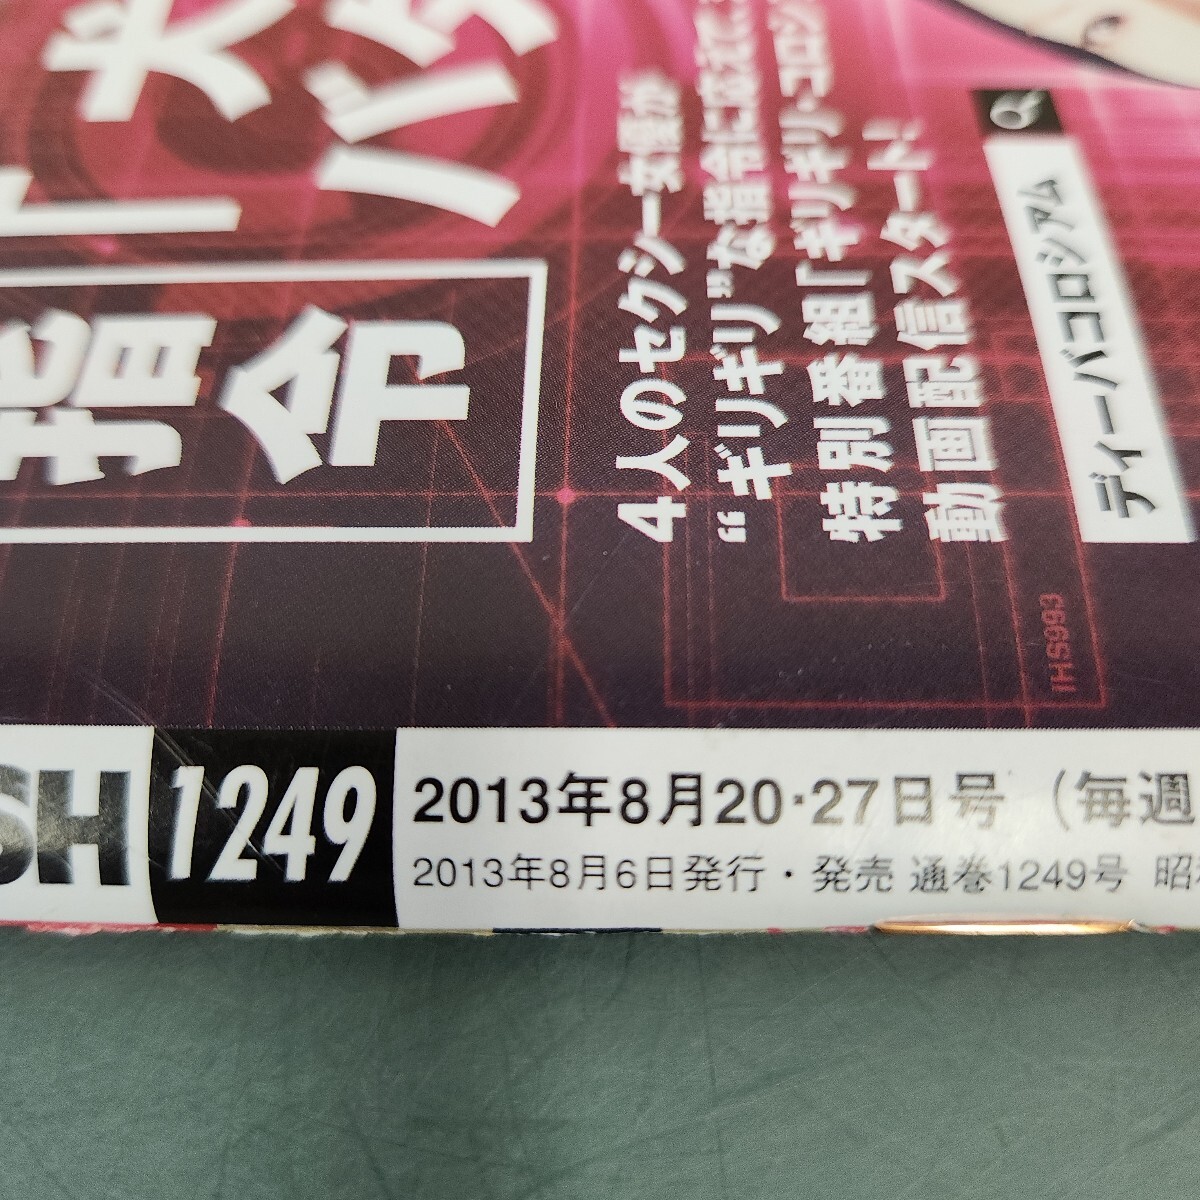 指令
4人のセクシー女優が
“ギリギリ”な指令に応えて
特別番組「ギリギリ・コロシ
動画配信スタート!
ディーバコロシアム
IHS993
SH 1249
2013年8月20・27日号 (毎週
2013年8月6日発行・発売 通巻1249号 昭